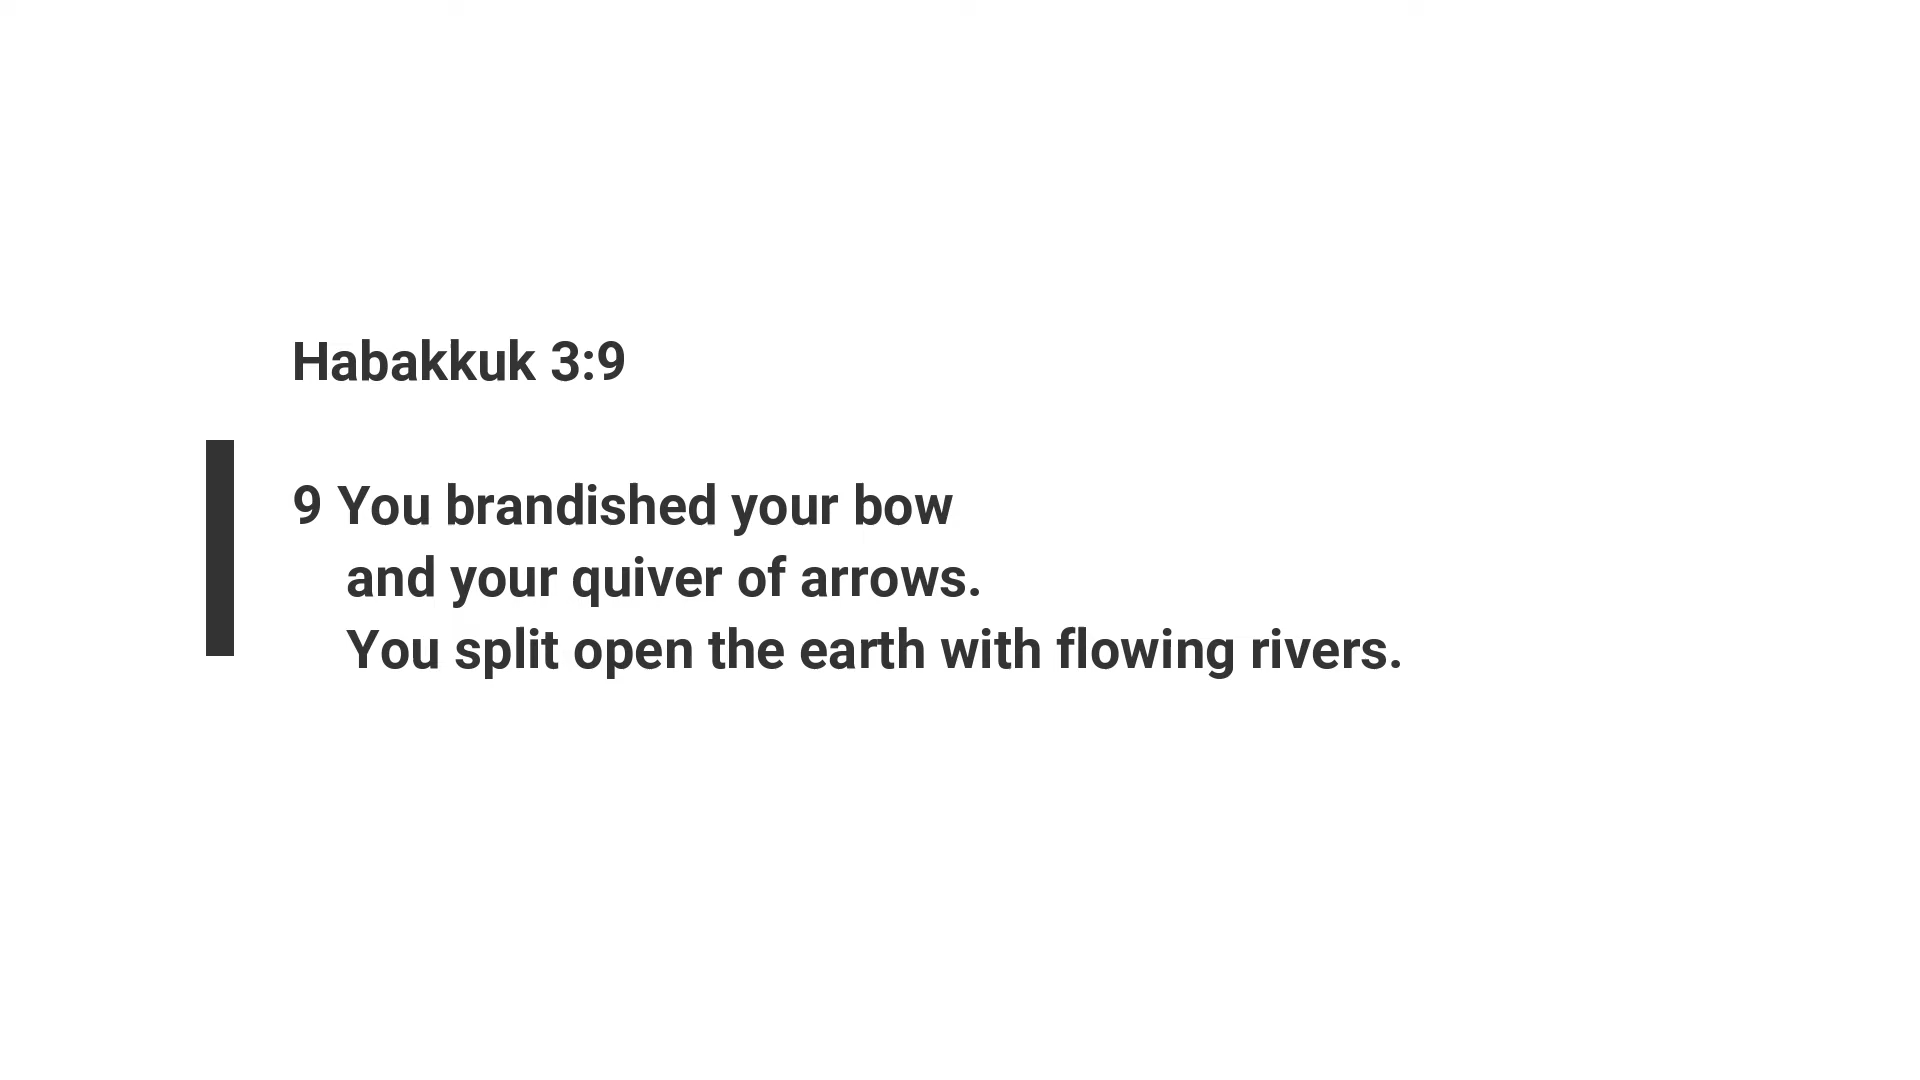 Habakkuk 3:9
9 You brandished your bow
and your quiver of arrows.
You split open the earth with flowing rivers.